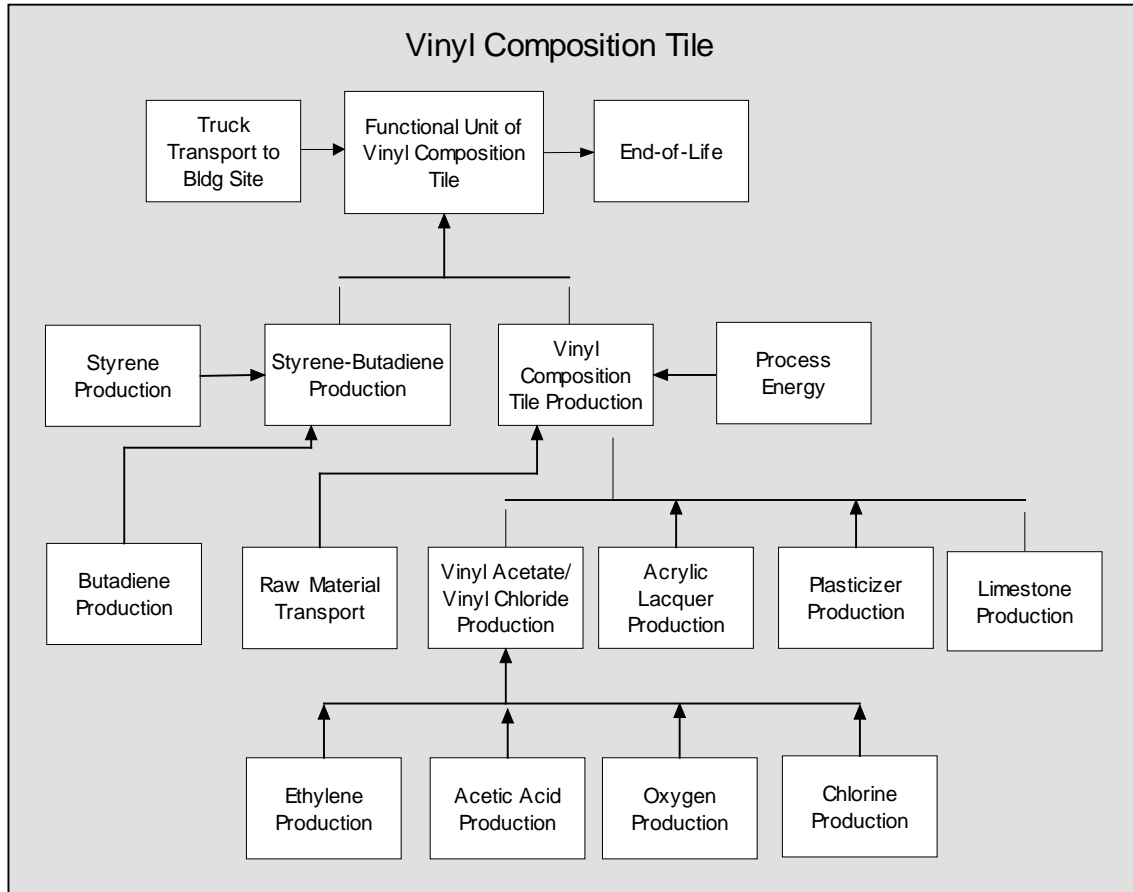 Vinyl Composition Tile
Truck
Transport to
Bldg Site
Functional Unit of
Vinyl Composition
Tile
End-of-Life
Styrene
Production
Styrene-Butadiene
Production
Vinyl
Composition
Tile Production
Process
Energy
Butadiene
Production
Raw Material
Transport
Vinyl Acetate/
Vinyl Chloride
Production
Acrylic
Lacquer
Production
Plasticizer
Production
Limestone
Production
Ethylene
Production
Acetic Acid
Production
Oxygen
Production
Chlorine
Production